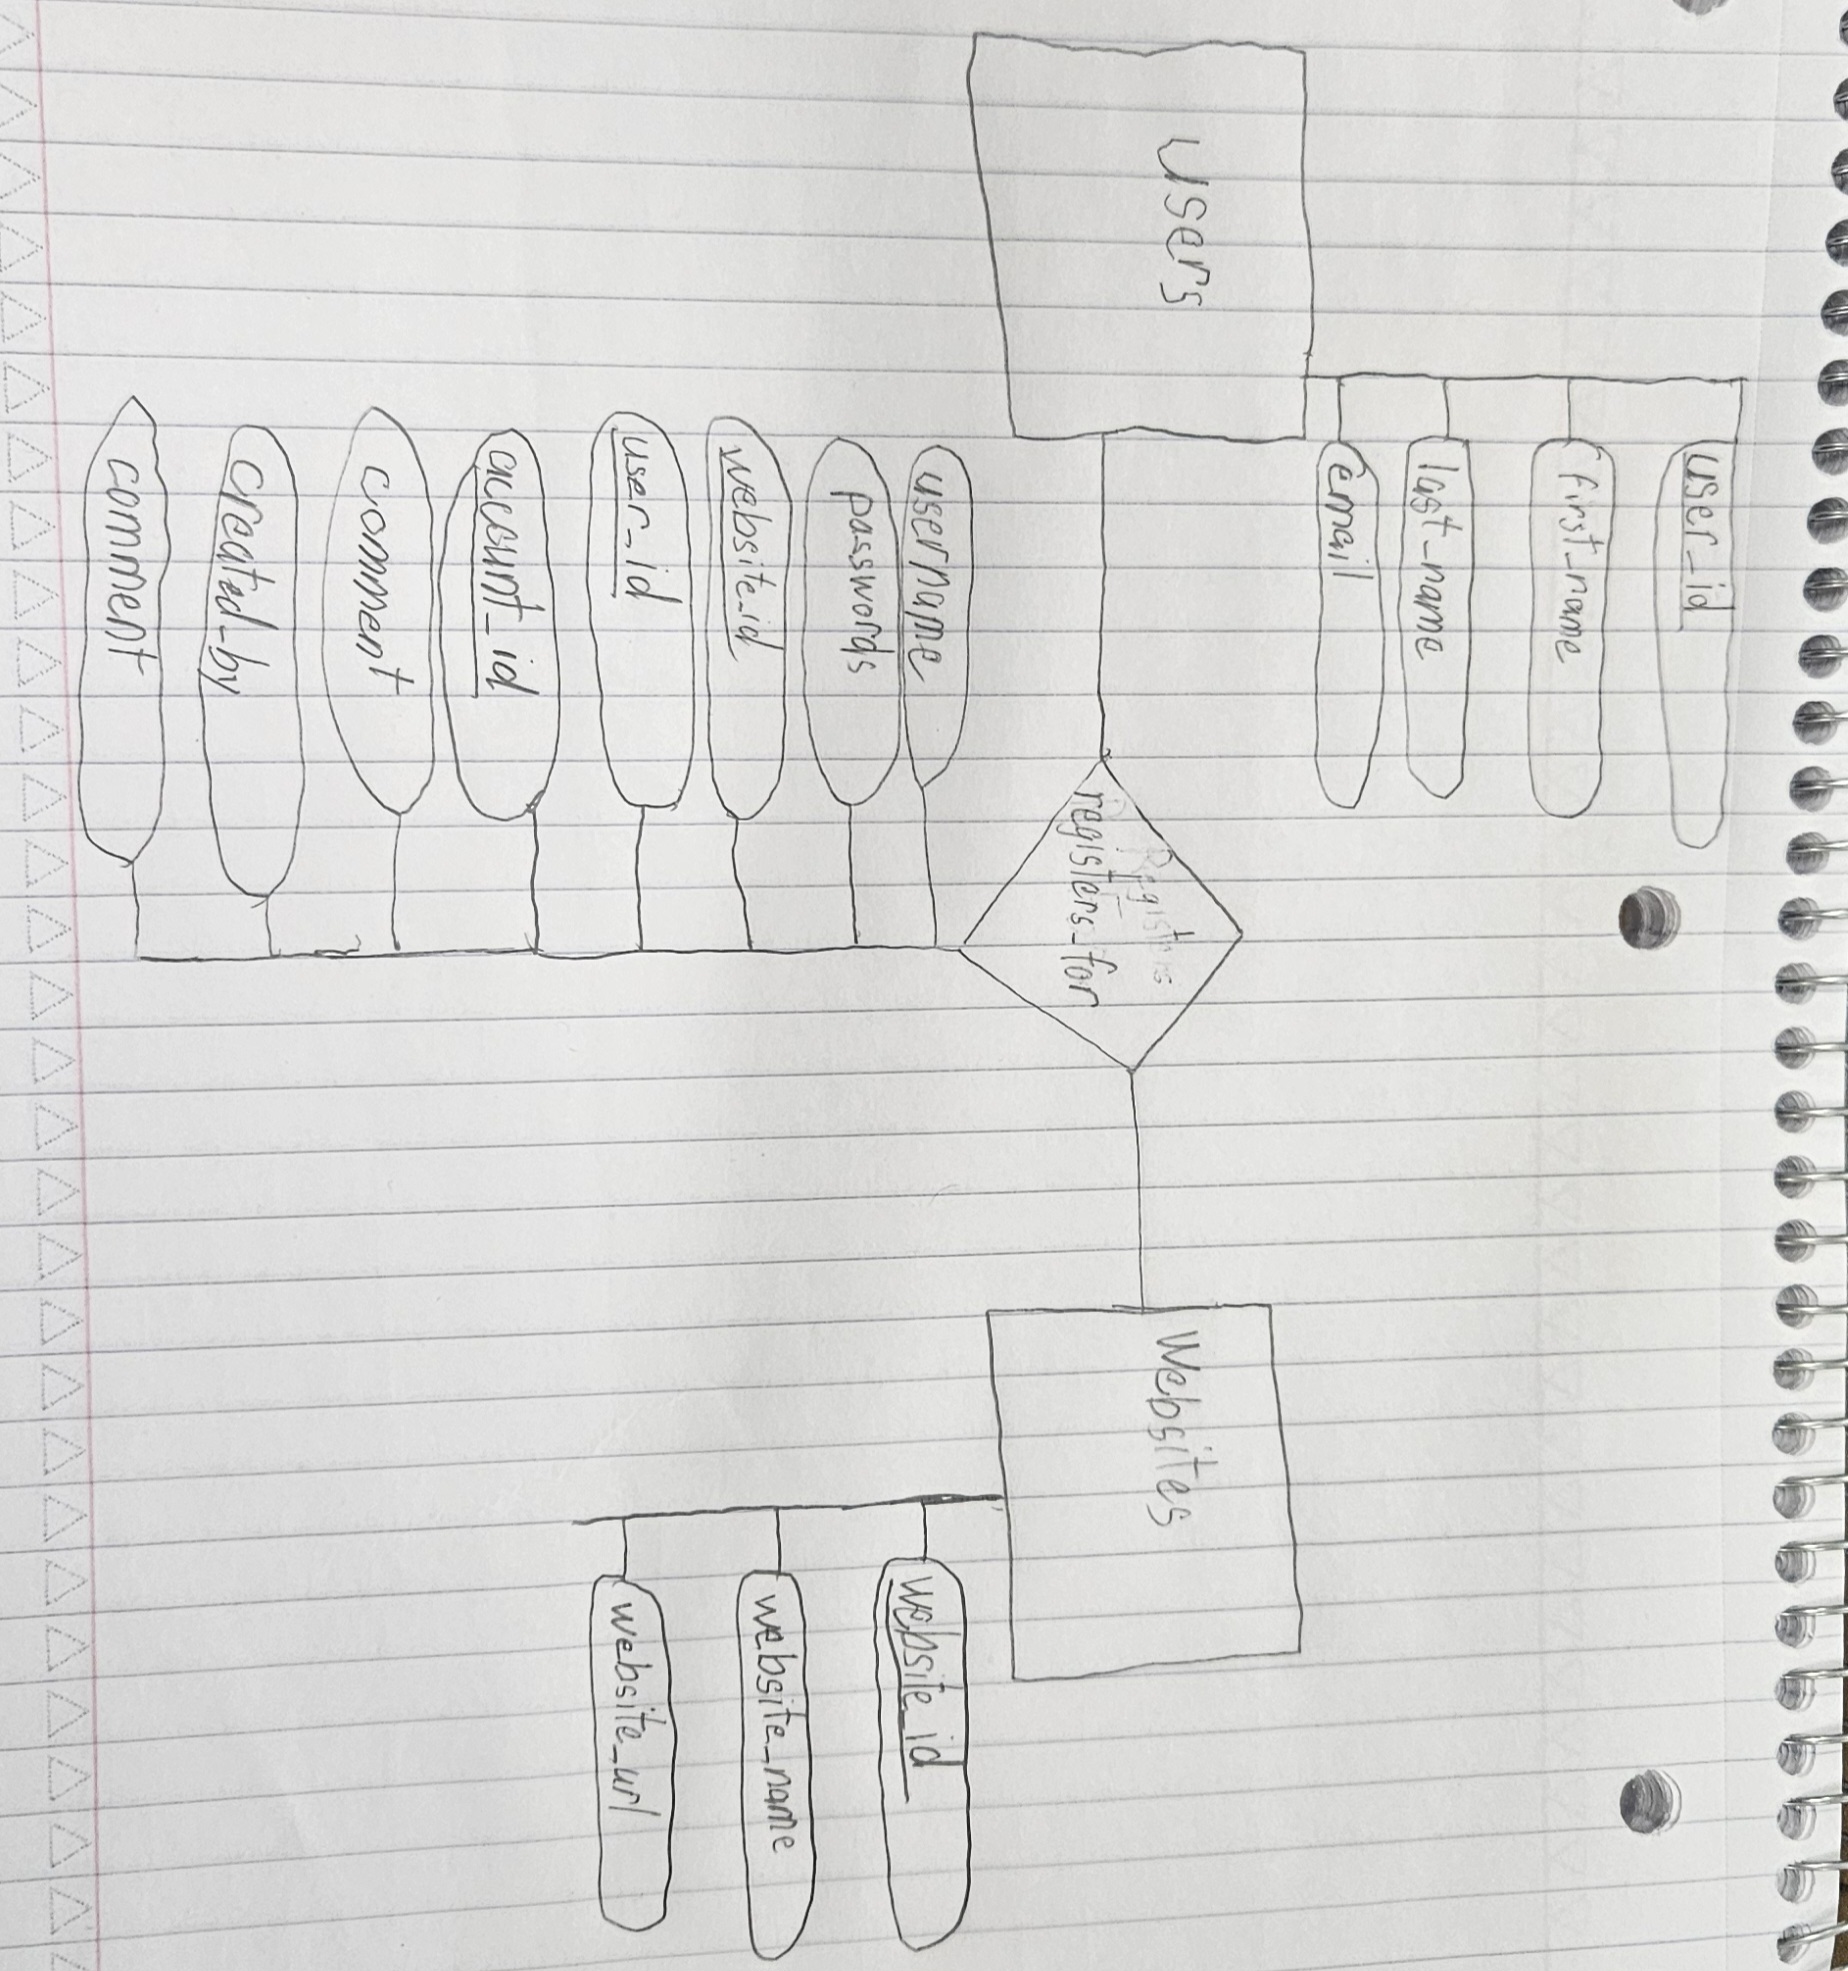 user_id
first_name
last_name
email
Users
registers_for
Websites
username
passwords
website_id
user_id
account_id
comment
created_by
comment
website_id
website_name
website_url